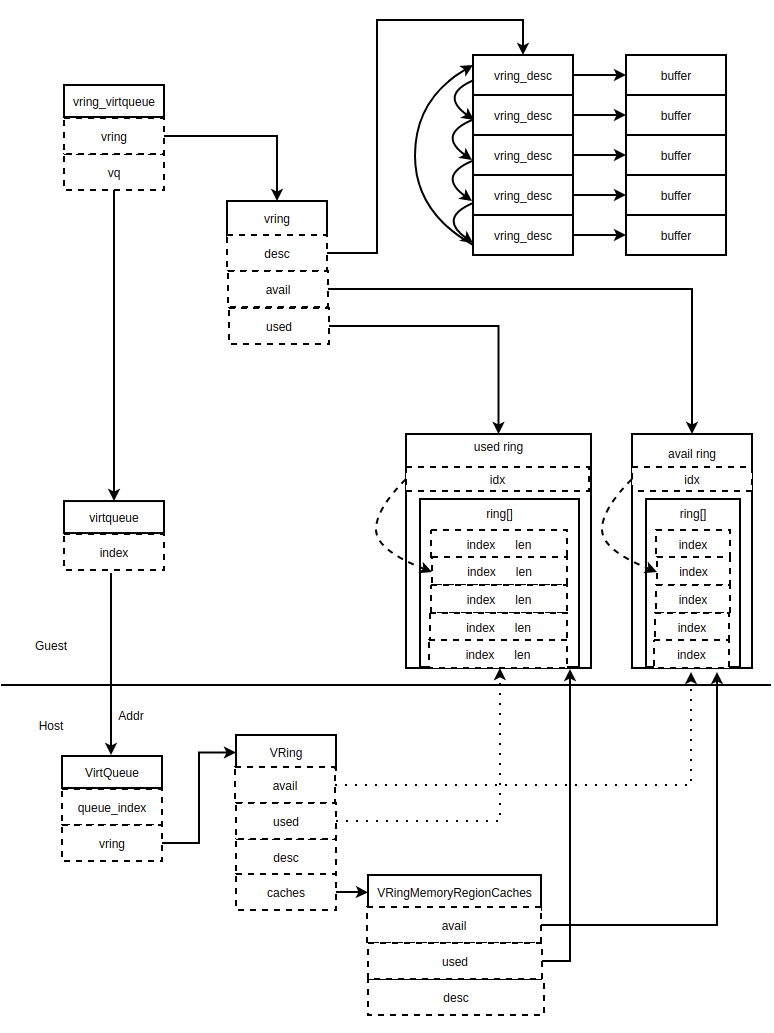 vring_virtqueue
vring
vq
vring
desc
avail
used
vring_desc buffer
vring_desc buffer
vring_desc buffer
vring_desc buffer
vring_desc buffer
used ring
idx
ring[]
index len
index len
index len
index len
index len
avail ring
idx
ring[]
index
index
index
index
index
virtqueue
index
Guest
Host
Addr
VirtQueue
queue_index
vring
VRing
avail
used
desc
caches
VRingMemoryRegionCaches
avail
used
desc